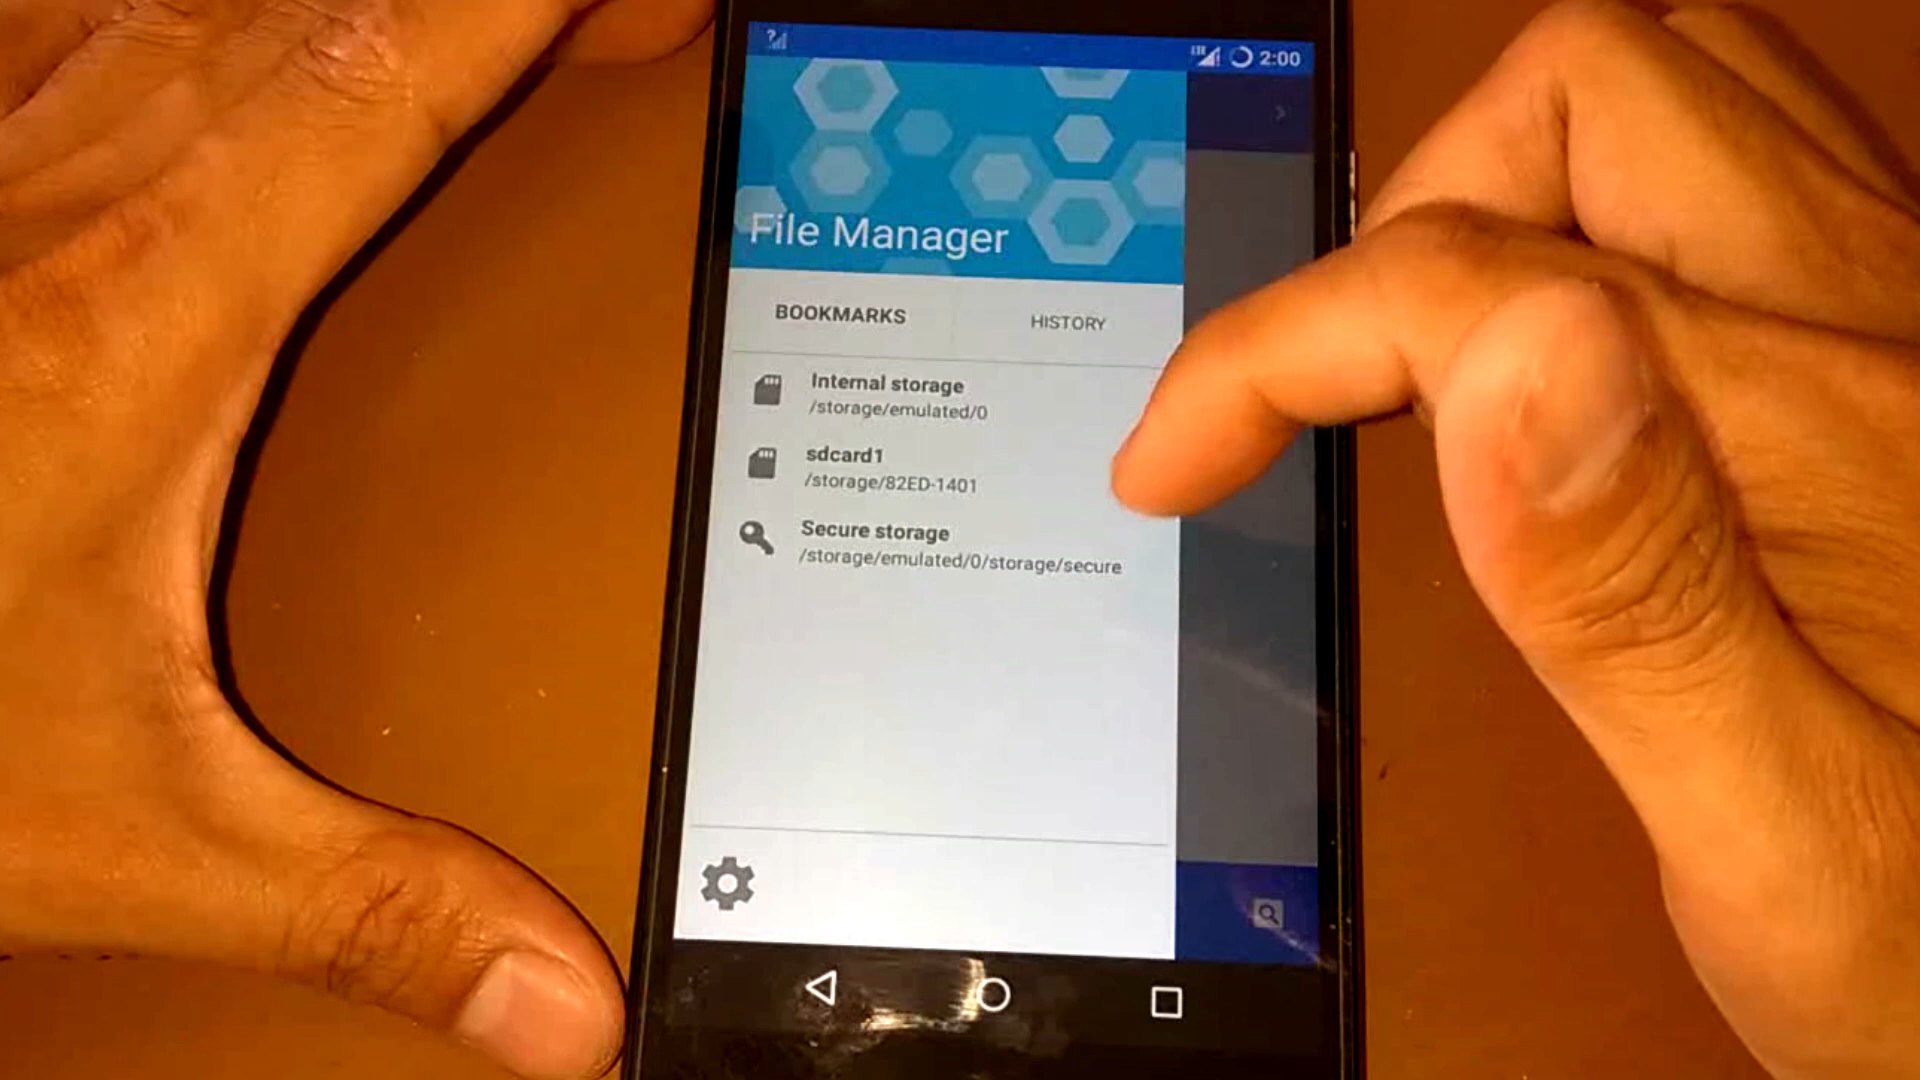 2:00
File Manager
BOOKMARKS
HISTORY
Internal storage
/storage/emulated/0
sdcard1
/storage/82ED-1401
Secure storage
/storage/emulated/0/storage/secure